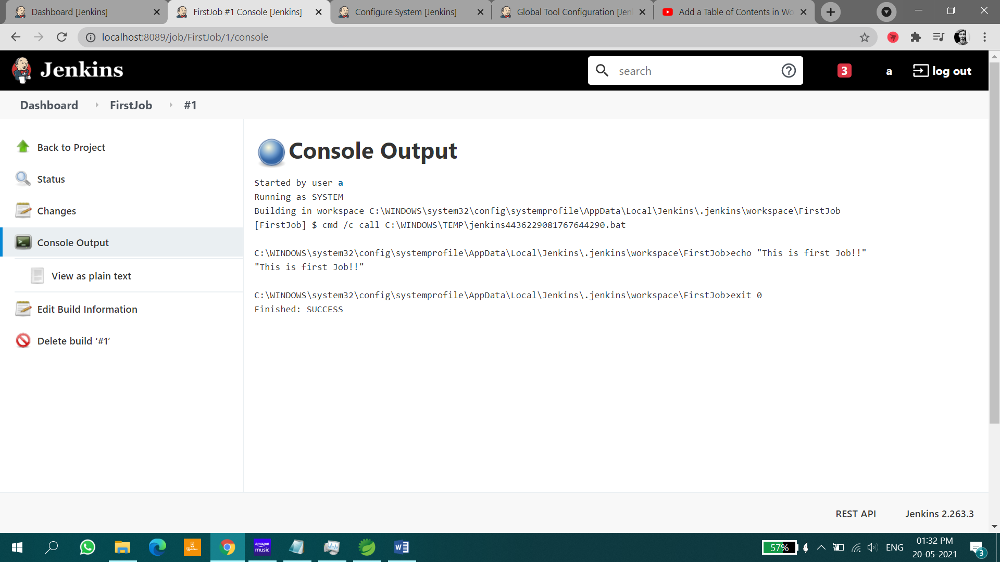 Dashboard [Jenkins]
FirstJob #1 Console [Jenkins]
Configure System [Jenkins]
Global Tool Configuration [Jen
Add a Table of Contents in Wo
localhost:8089/job/FirstJob/1/console
Jenkins
search
3
a
log out
Dashboard
FirstJob
#1
Back to Project
Status
Changes
Console Output
View as plain text
Edit Build Information
Delete build ‘#1’
Console Output
Started by user a
Running as SYSTEM
Building in workspace C:\WINDOWS\system32\config\systemprofile\AppData\Local\Jenkins\.jenkins\workspace\FirstJob
[FirstJob] $ cmd /c call C:\WINDOWS\TEMP\jenkins4436229081767644290.bat
C:\WINDOWS\system32\config\systemprofile\AppData\Local\Jenkins\.jenkins\workspace\FirstJob>echo "This is first Job!!"
"This is first Job!!"
C:\WINDOWS\system32\config\systemprofile\AppData\Local\Jenkins\.jenkins\workspace\FirstJob>exit 0
Finished: SUCCESS
REST API
Jenkins 2.263.3
amazon
music
57%
ENG
01:32 PM
20-05-2021
3